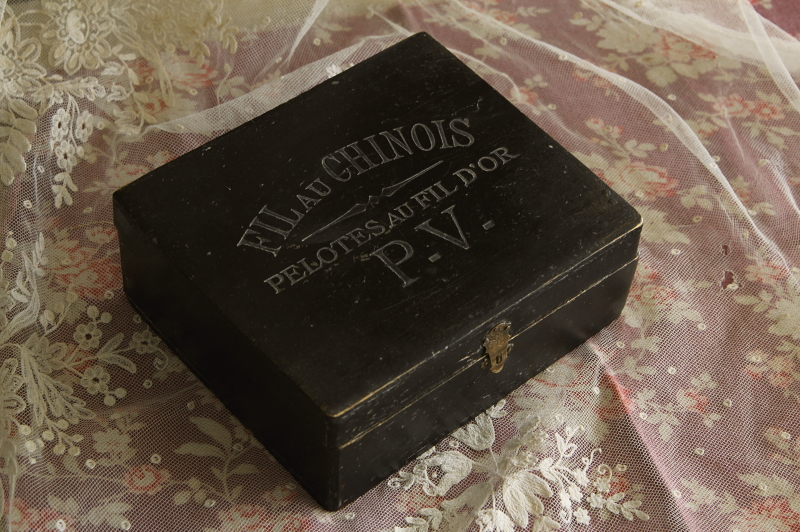 FIL AU CHINOIS
PELOTES AU FIL D'OR
P.-V.-